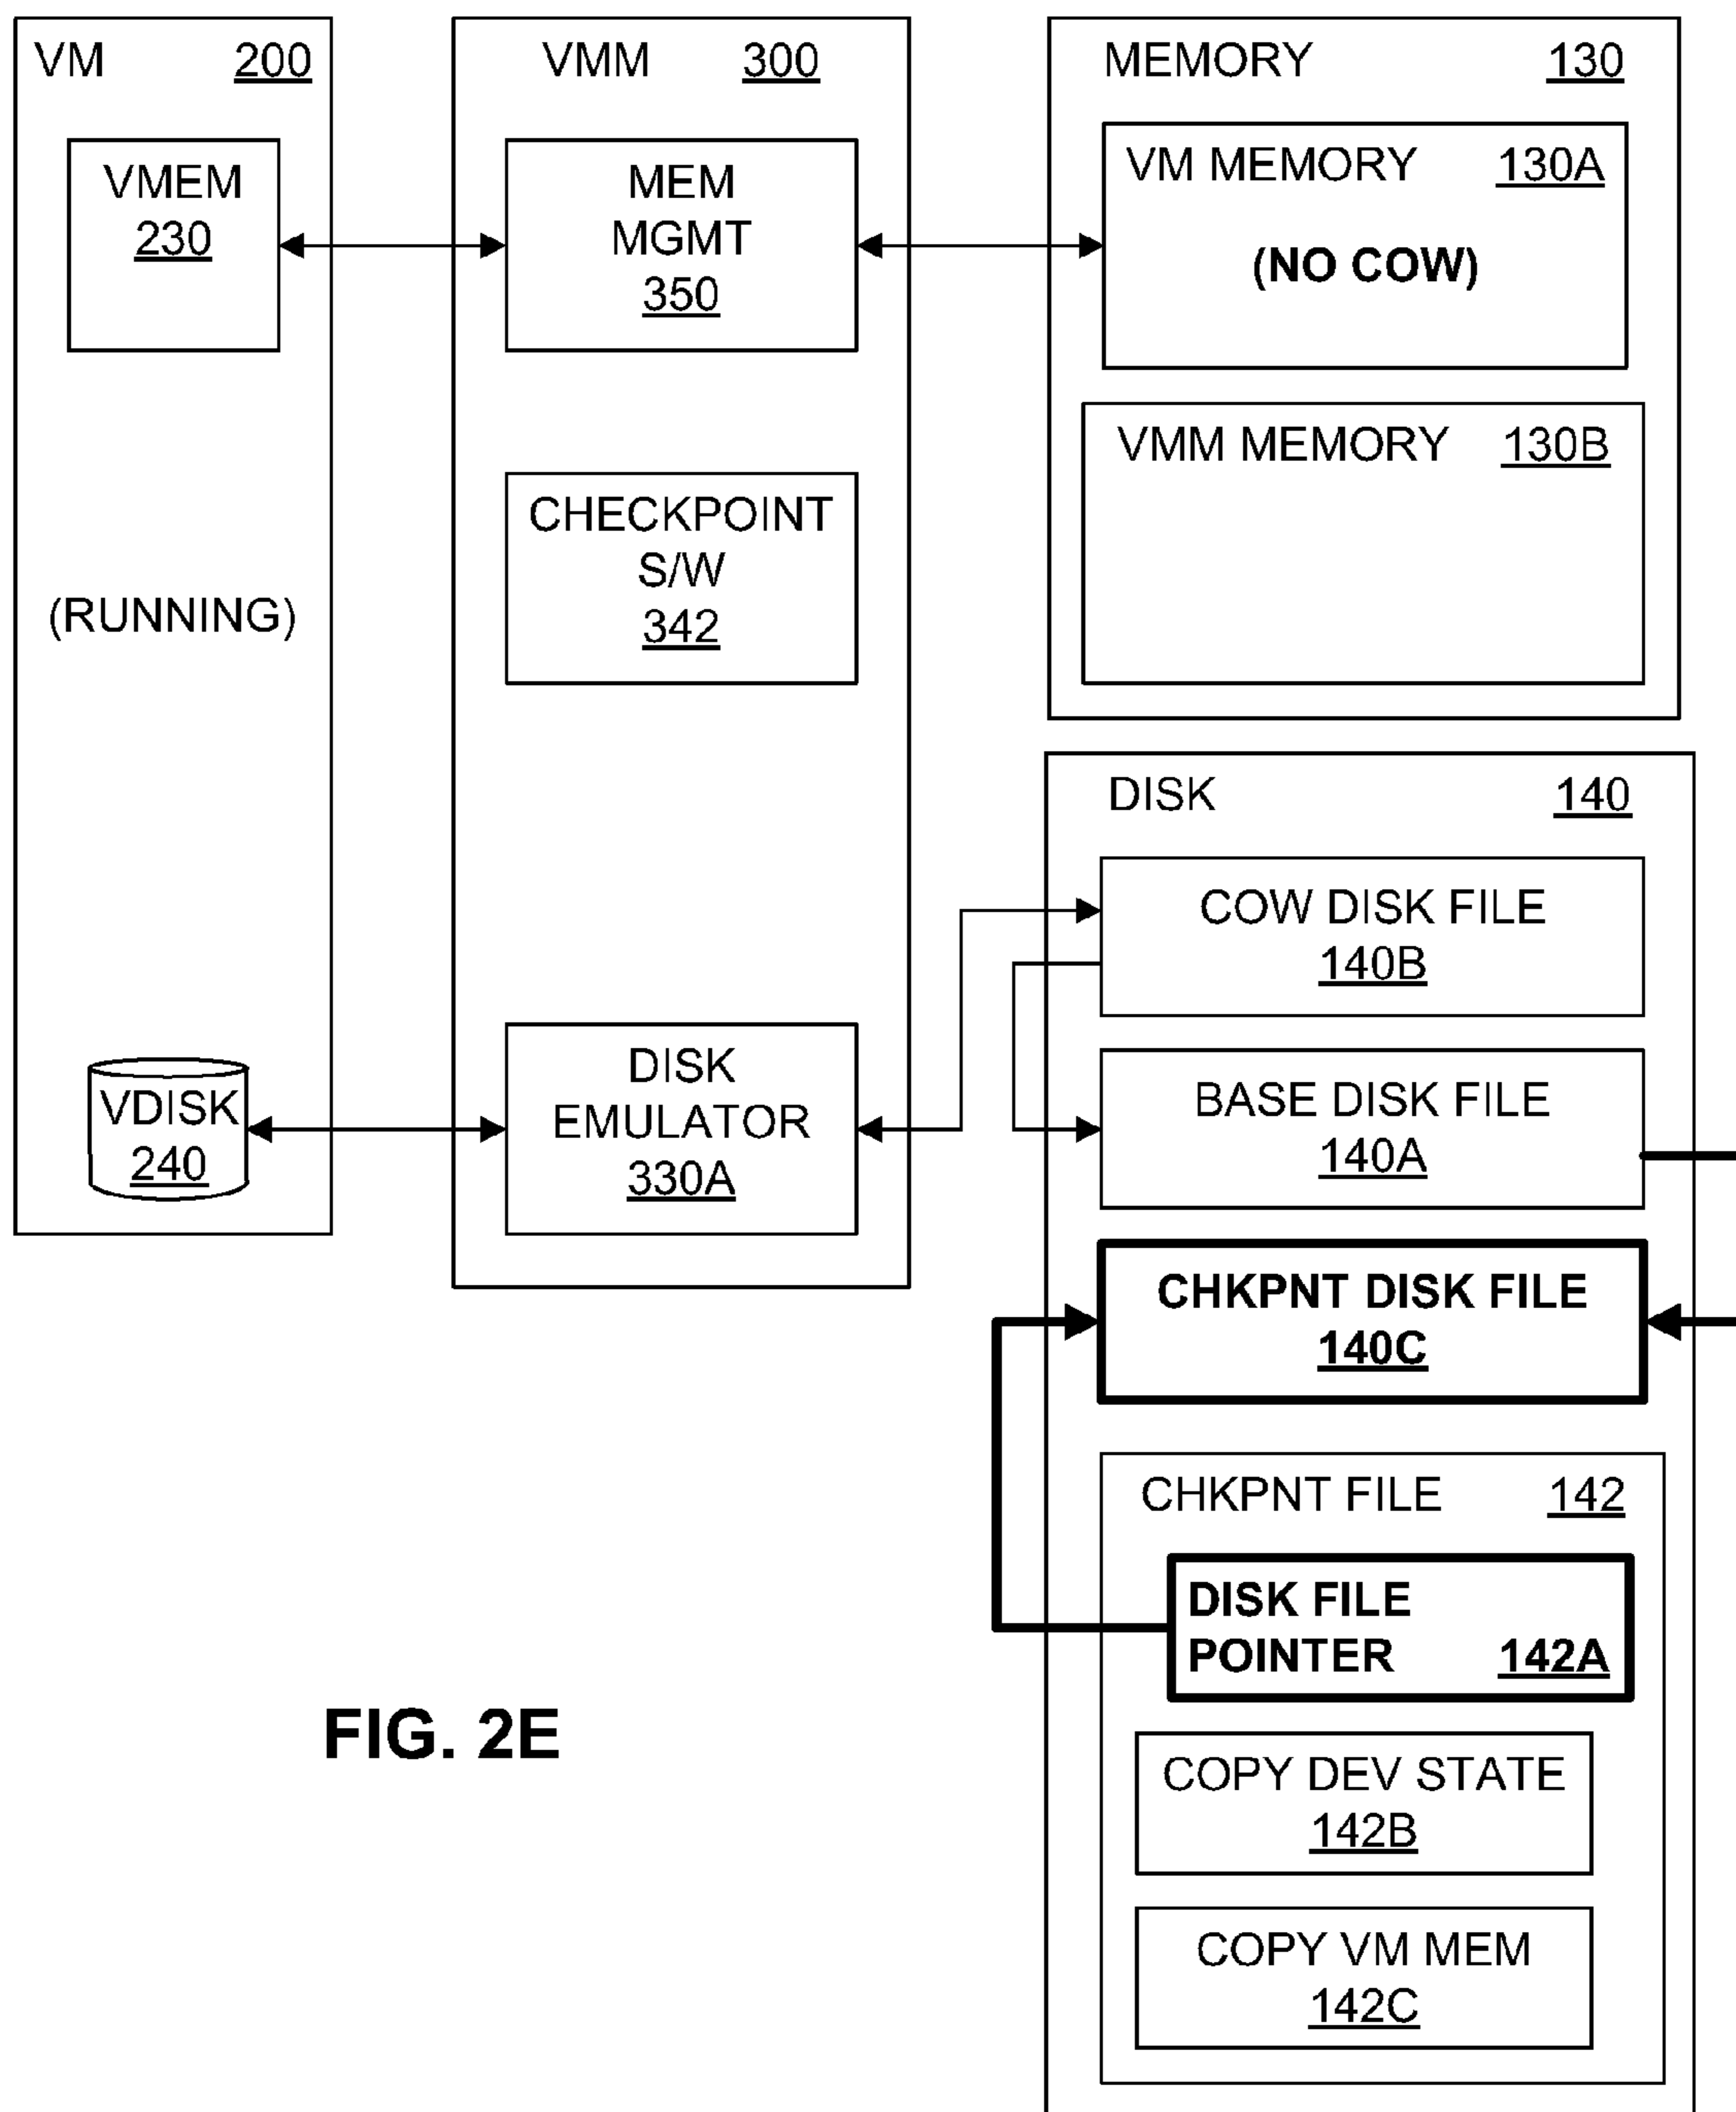 VM 200
VMEM
230
(RUNNING)
VDISK
240
VMM 300
MEM
MGMT
350
CHECKPOINT
S/W
342
DISK
EMULATOR
330A
MEMORY 130
VM MEMORY 130A
(NO COW)
VMM MEMORY 130B
DISK 140
COW DISK FILE
140B
BASE DISK FILE
140A
CHKPNT DISK FILE
140C
CHKPNT FILE 142
DISK FILE
POINTER 142A
COPY DEV STATE
142B
COPY VM MEM
142C
FIG. 2E